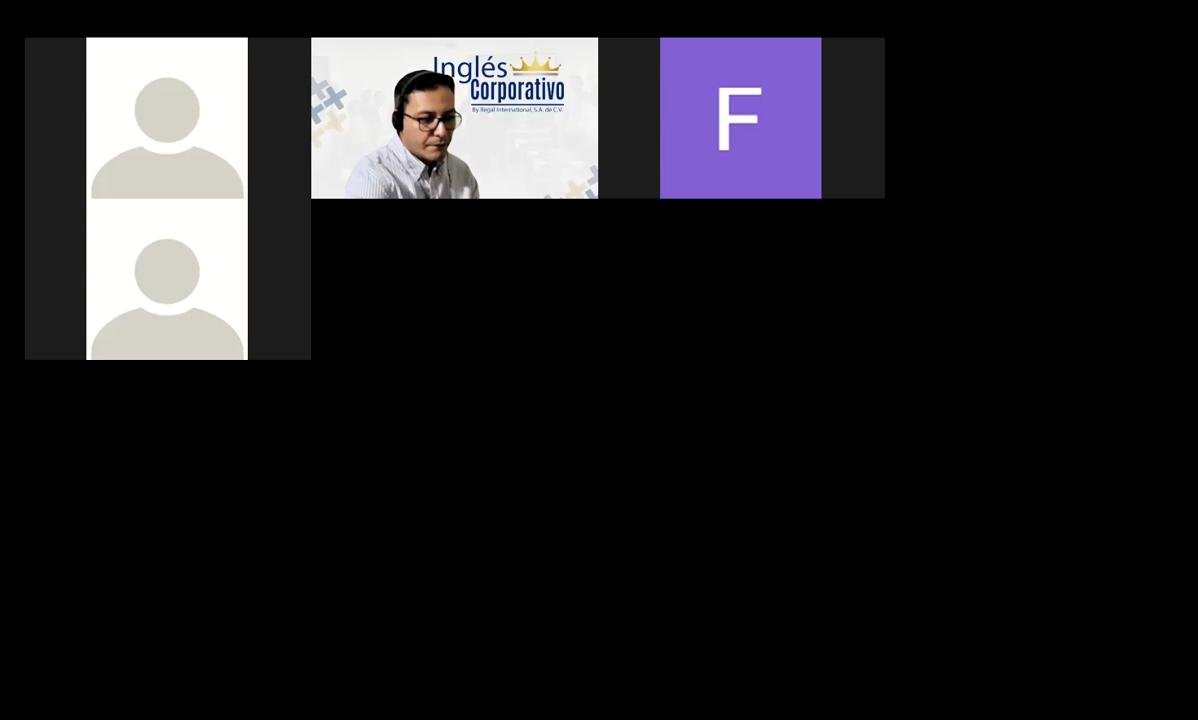 Inglés
Corporativo
By Regal International, S.A. de C.V.
F